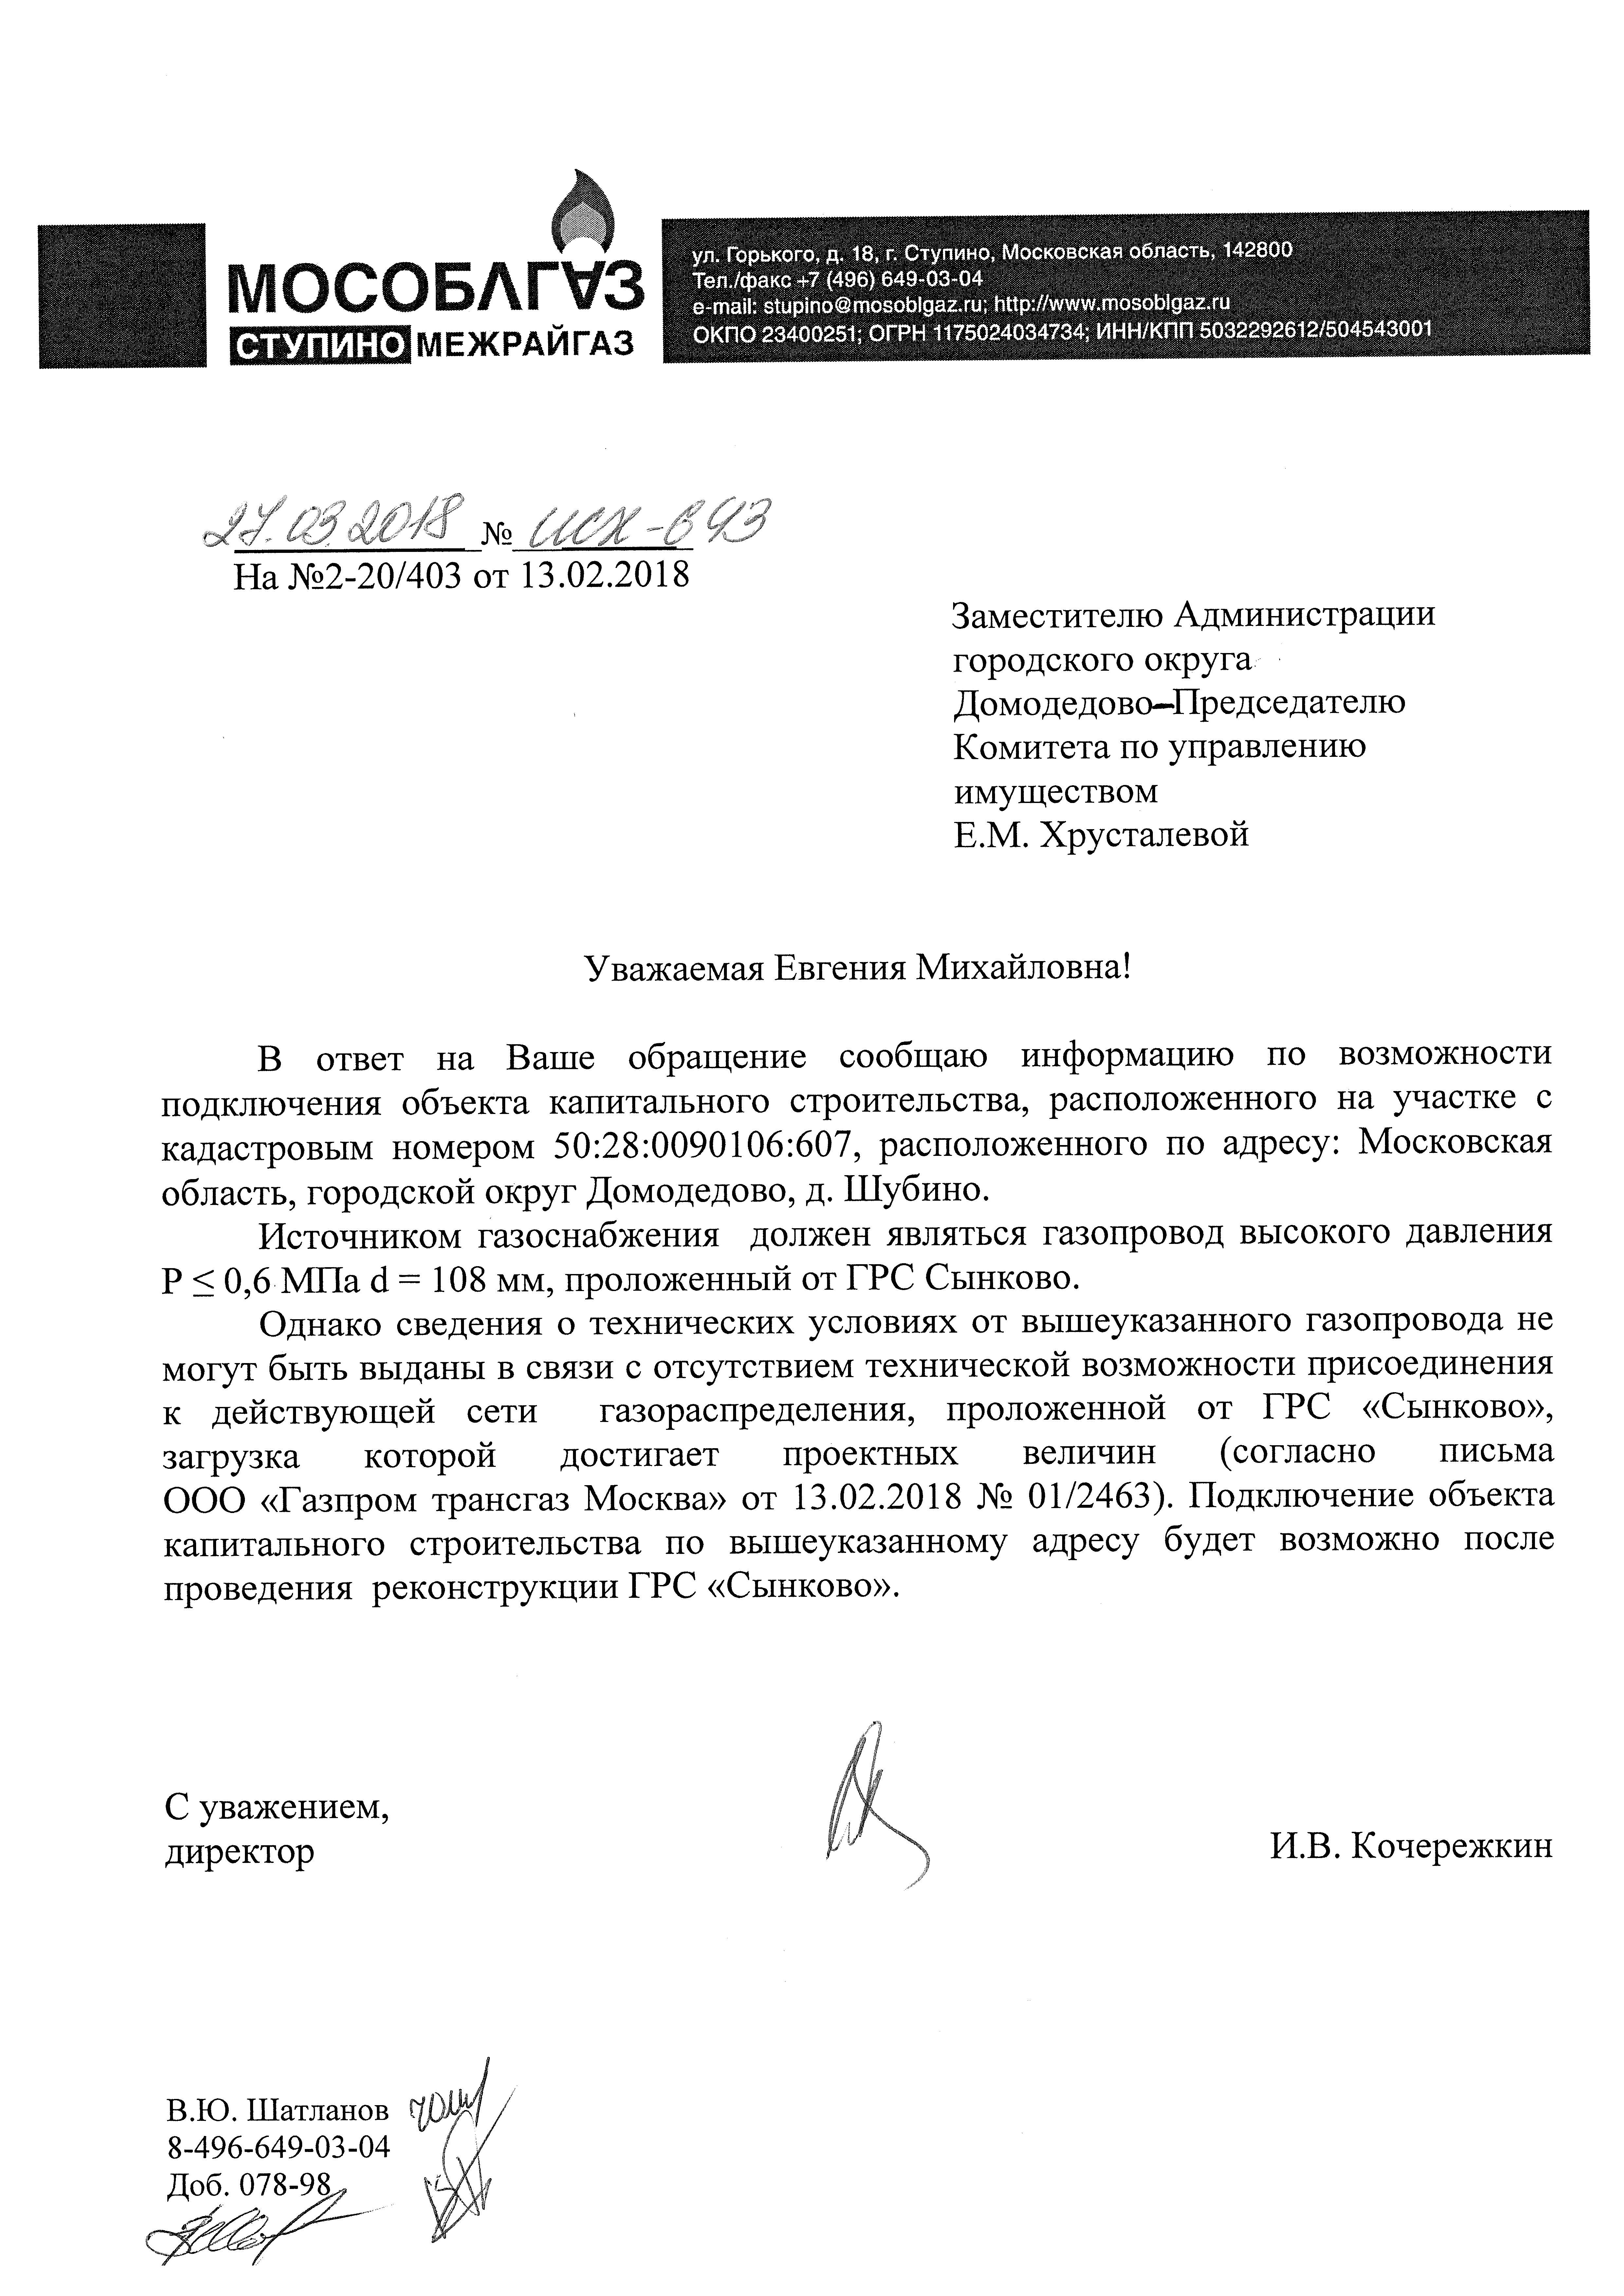 МОСОБЛГАЗ
СТУПИНО МЕЖРАЙГАЗ
ул. Горького, д. 18, г. Ступино, Московская область, 142800
Тел./факс +7 (496) 649-03-04
e-mail: stupino@mosoblgaz.ru; http://www.mosoblgaz.ru
ОКПО 23400251; ОГРН 1175024034734; ИНН/КПП 5032292612/504543001
27.03.2018 № исх-643
На №2-20/403 от 13.02.2018
Заместителю Администрации
городского округа
Домодедово–Председателю
Комитета по управлению
имуществом
Е.М. Хрусталевой
Уважаемая Евгения Михайловна!
В ответ на Ваше обращение сообщаю информацию по возможности
подключения объекта капитального строительства, расположенного на участке с
кадастровым номером 50:28:0090106:607, расположенного по адресу: Московская
область, городской округ Домодедово, д. Шубино.
Источником газоснабжения должен являться газопровод высокого давления
Р ≤ 0,6 МПа d = 108 мм, проложенный от ГРС Сынково.
Однако сведения о технических условиях от вышеуказанного газопровода не
могут быть выданы в связи с отсутствием технической возможности присоединения
к действующей сети газораспределения, проложенной от ГРС «Сынково»,
загрузка которой достигает проектных величин (согласно письма
ООО «Газпром трансгаз Москва» от 13.02.2018 № 01/2463). Подключение объекта
капитального строительства по вышеуказанному адресу будет возможно после
проведения реконструкции ГРС «Сынково».
С уважением,
директор
И.В. Кочережкин
В.Ю. Шатланов
8-496-649-03-04
Доб. 078-98